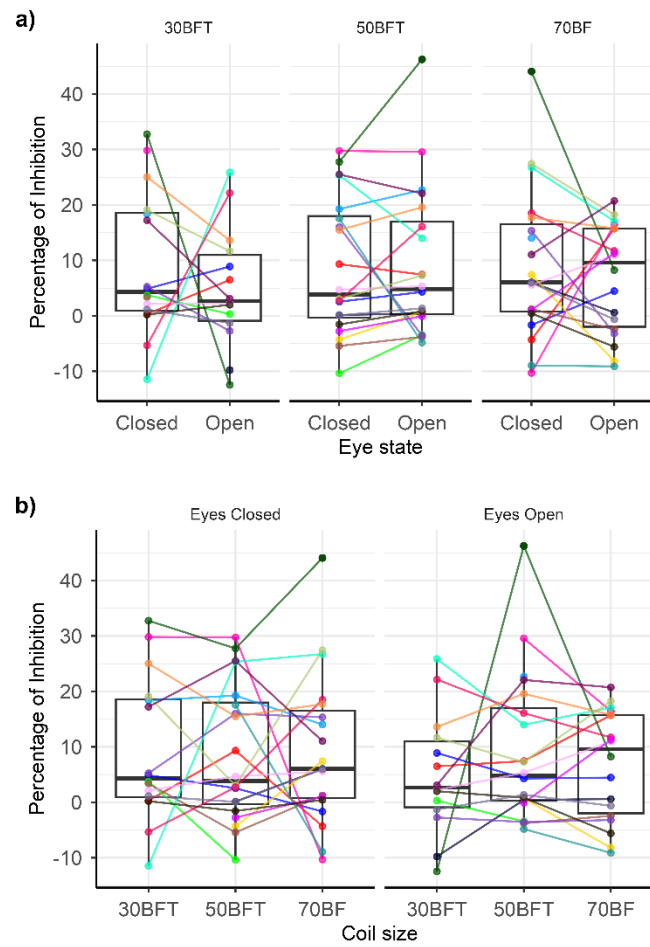 a)
30BFT 50BFT 70BF
Percentage of Inhibition
40
30
20
10
0
-10
Closed Open Closed Open Closed Open
Eye state
b)
Eyes Closed Eyes Open
Percentage of Inhibition
40
30
20
10
0
-10
30BFT 50BFT 70BF 30BFT 50BFT 70BF
Coil size